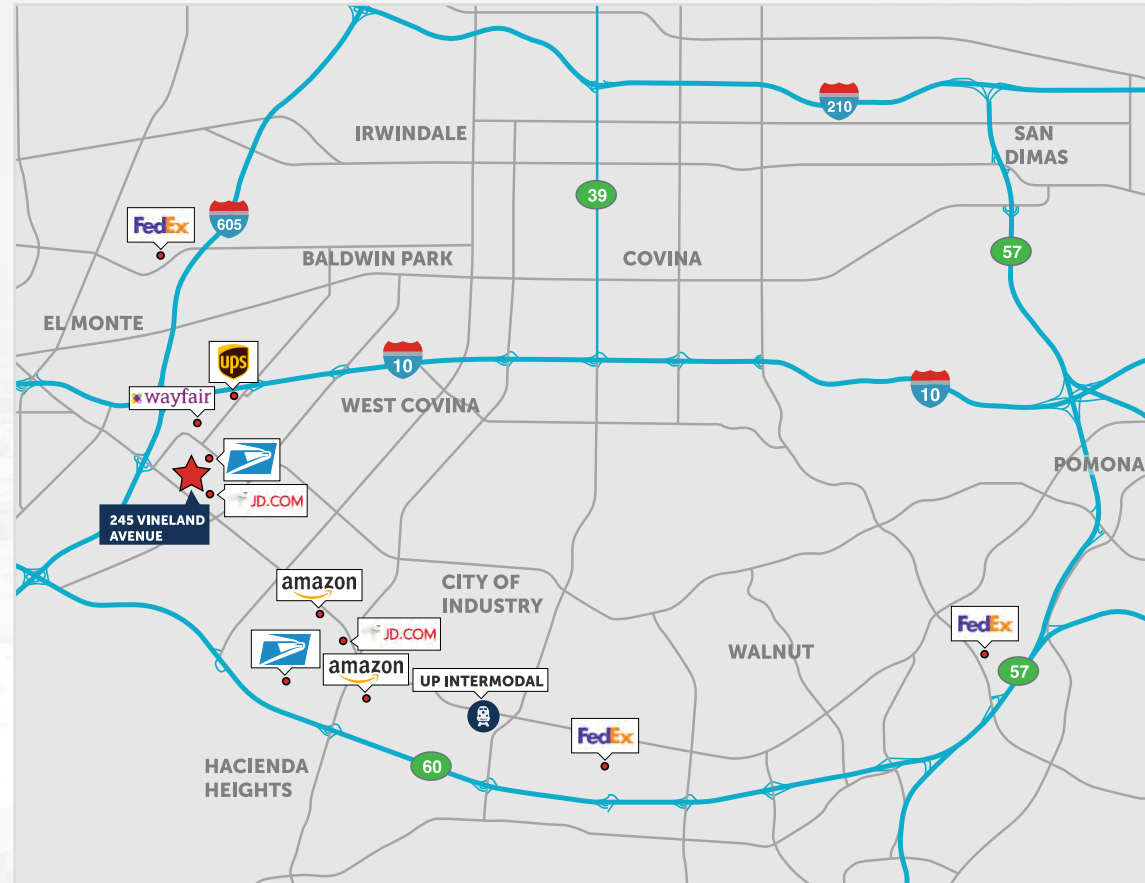 210
IRWINDALE
SAN
DIMAS
39
FedEx
605
57
BALDWIN PARK
COVINA
EL MONTE
ups
10
wayfair
10
WEST COVINA
POMONA
JD.COM
245 VINELAND
AVENUE
amazon
CITY OF
INDUSTRY
JD.COM
FedEx
WALNUT
amazon
UP INTERMODAL
57
FedEx
HACIENDA
HEIGHTS
60